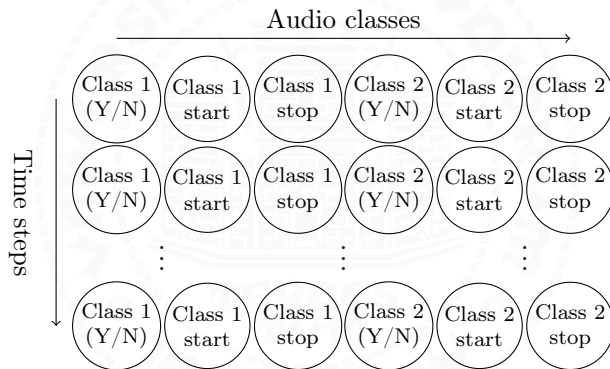 Audio classes
Time steps
Class 1 Class 1 Class 1 Class 2 Class 2 Class 2
(Y/N) start stop (Y/N) start stop
Class 1 Class 1 Class 1 Class 2 Class 2 Class 2
(Y/N) start stop (Y/N) start stop
⋮ ⋮ ⋮
Class 1 Class 1 Class 1 Class 2 Class 2 Class 2
(Y/N) start stop (Y/N) start stop